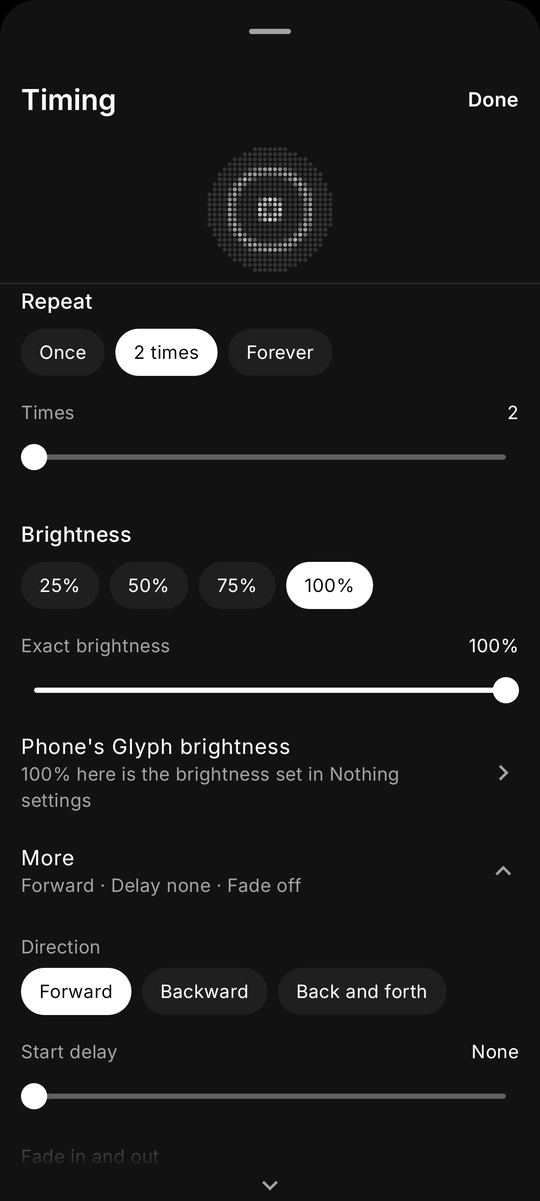 Timing
Done
Repeat
Once
2 times
Forever
Times
2
Brightness
25%
50%
75%
100%
Exact brightness
100%
Phone's Glyph brightness
100% here is the brightness set in Nothing
settings
More
Forward · Delay none · Fade off
Direction
Forward
Backward
Back and forth
Start delay
None
Fade in and out